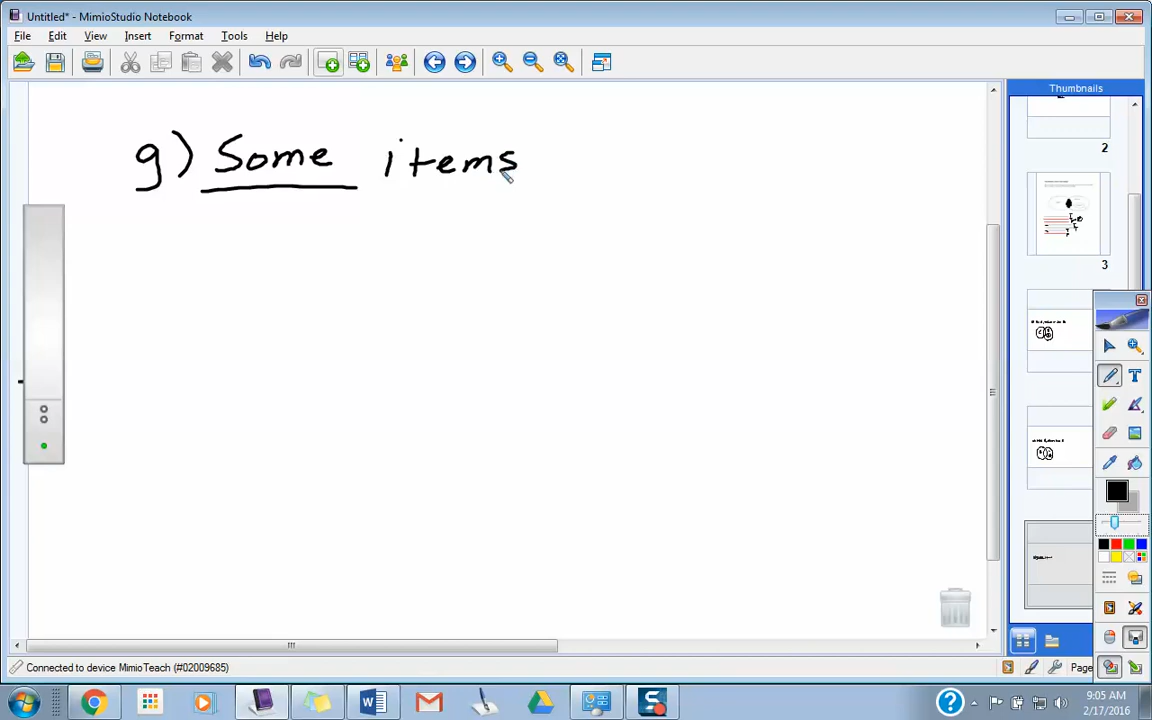 Untitled* - MimioStudio Notebook
File Edit View Insert Format Tools Help
Thumbnails
g) Some items
2
3
Connected to device MimioTeach (#02009685)
Page
9:05 AM
2/17/2016